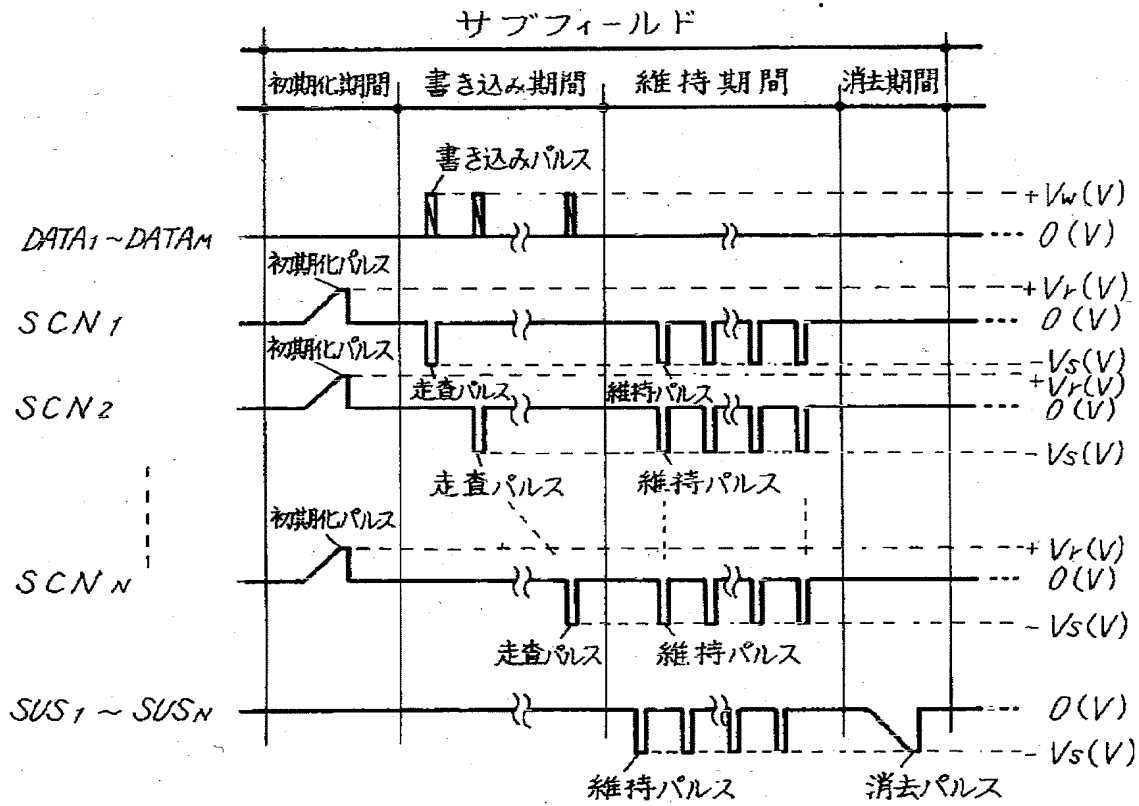 サブフィールド
初期化期間 書き込み期間 維持期間 消去期間
書き込みパルス
+Vw(V)
DATA1~DATAM
0(V)
初期化パルス
+Vr(V)
SCN1
0(V)
-Vs(V)
初期化パルス
走査パルス
維持パルス
+Vr(V)
SCN2
0(V)
-Vs(V)
走査パルス
維持パルス
初期化パルス
+Vr(V)
SCNN
0(V)
-Vs(V)
走査パルス
維持パルス
SUS1~SUSN
0(V)
-Vs(V)
維持パルス
消去パルス